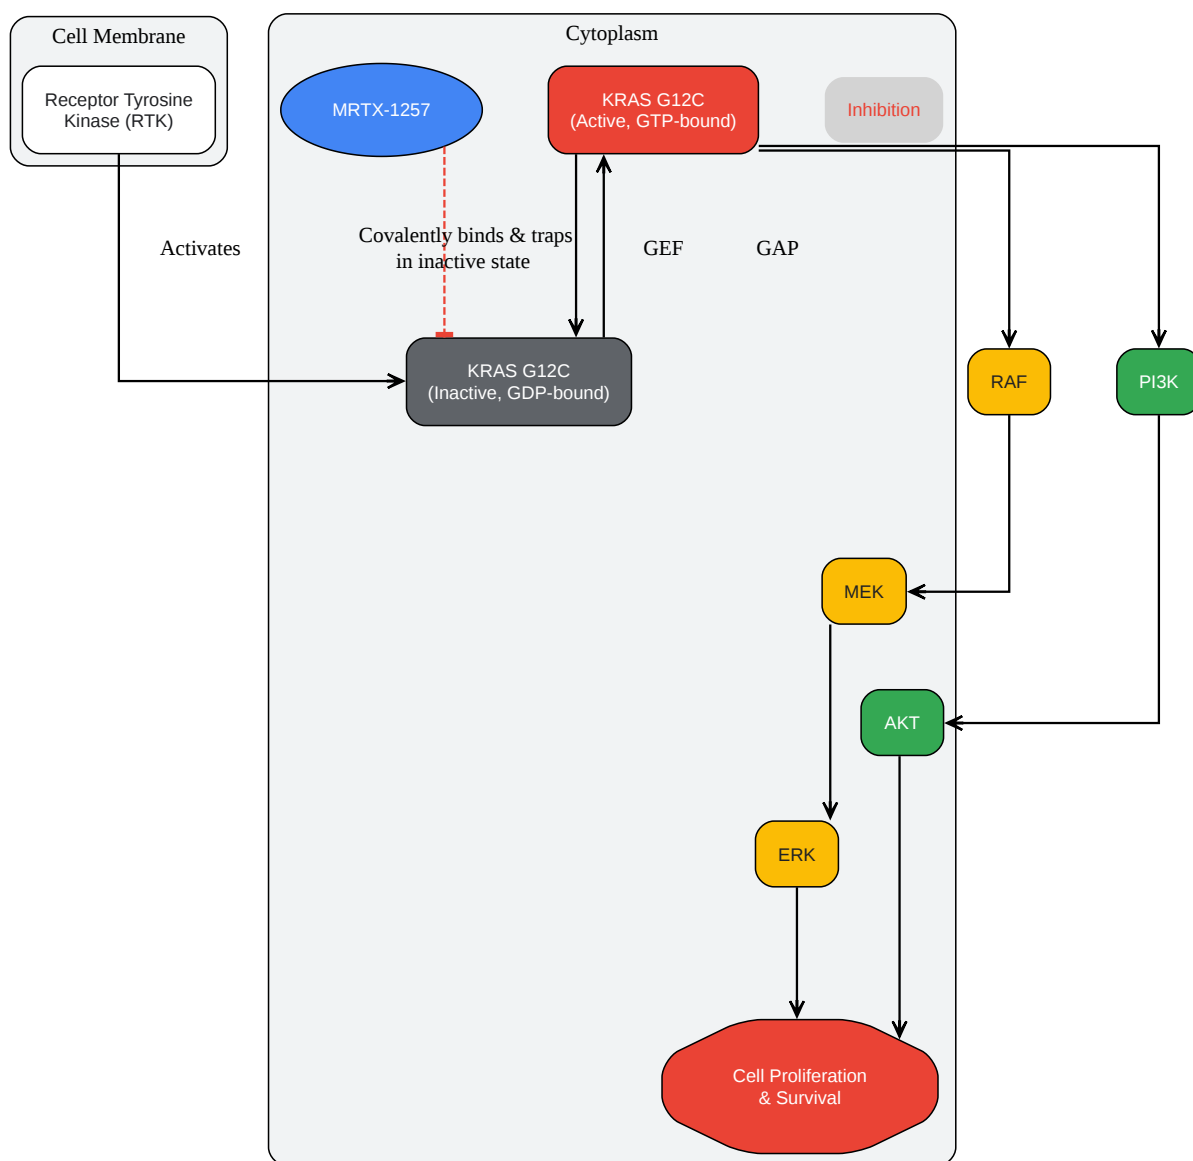 Cell Membrane
Receptor Tyrosine
Kinase (RTK)
Cytoplasm
MRTX-1257
KRAS G12C
(Active, GTP-bound)
Inhibition
Activates
Covalently binds & traps
in inactive state
GEF
GAP
KRAS G12C
(Inactive, GDP-bound)
RAF
PI3K
MEK
AKT
ERK
Cell Proliferation
& Survival